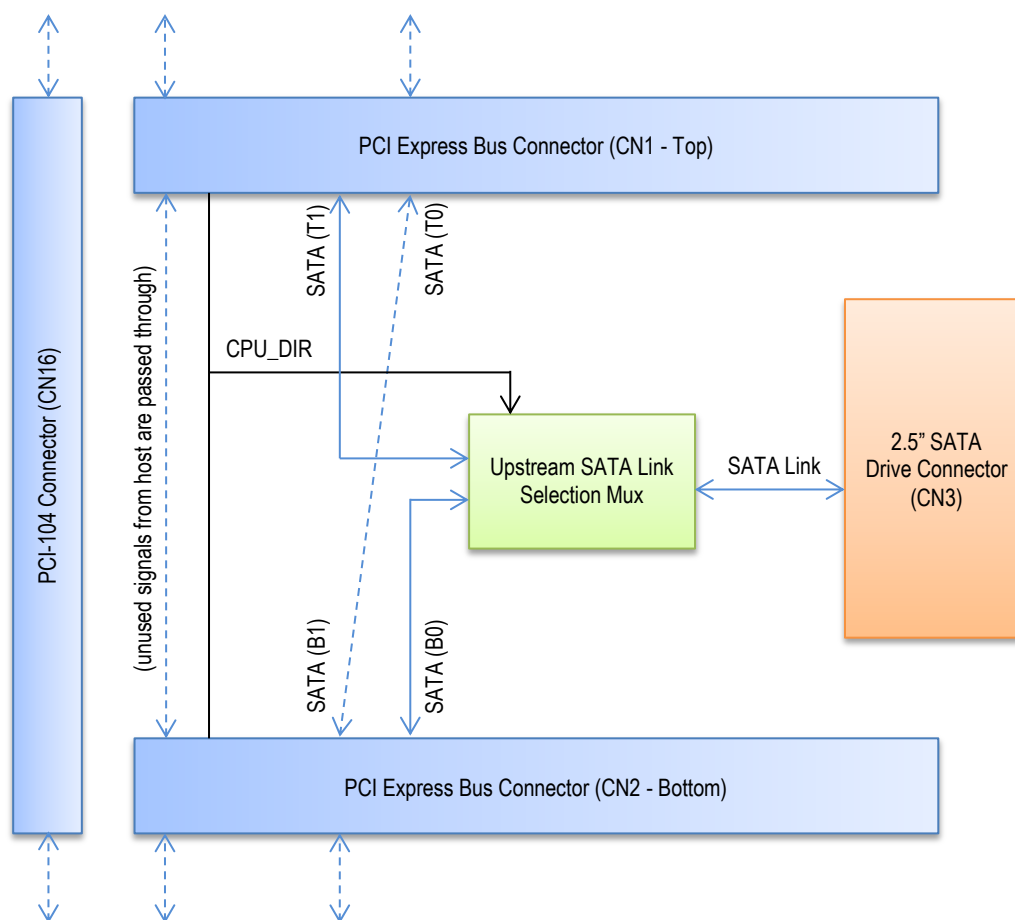 PCI Express Bus Connector (CN1 - Top)
SATA (T1)
SATA (T0)
PCI-104 Connector (CN16)
(unused signals from host are passed through)
CPU_DIR
Upstream SATA Link
Selection Mux
SATA Link
2.5” SATA
Drive Connector
(CN3)
SATA (B1)
SATA (B0)
PCI Express Bus Connector (CN2 - Bottom)